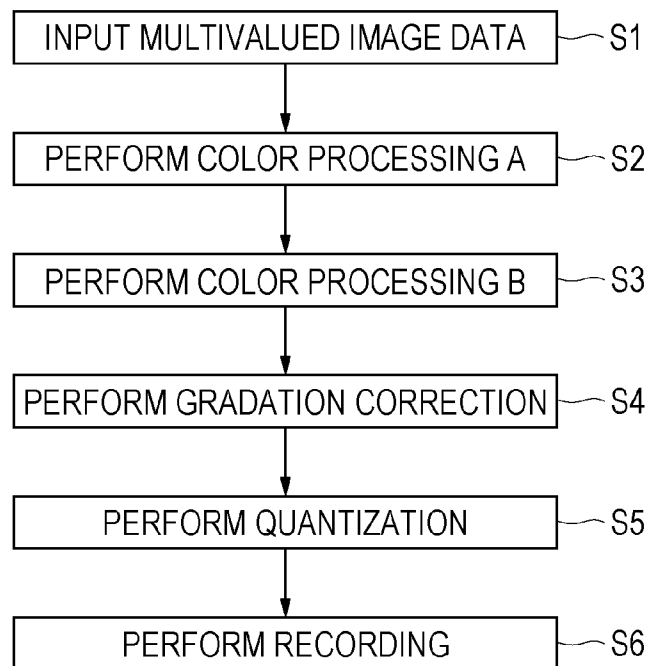 INPUT MULTIVALUED IMAGE DATA S1
PERFORM COLOR PROCESSING A S2
PERFORM COLOR PROCESSING B S3
PERFORM GRADATION CORRECTION S4
PERFORM QUANTIZATION S5
PERFORM RECORDING S6